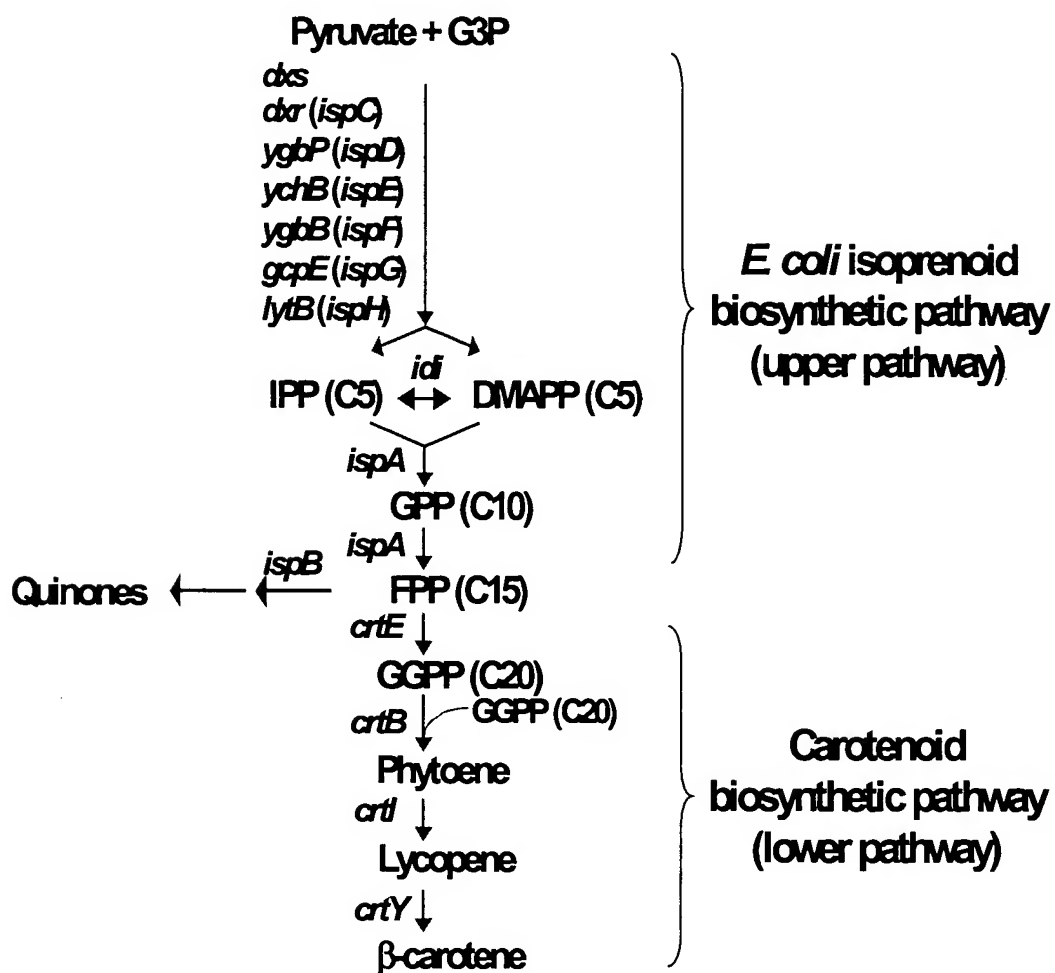 Pyruvate + G3P
dxs
dxr (ispC)
ygbP (ispD)
ychB (ispE)
ygbB (ispF)
gcpE (ispG)
lytB (ispH)
E. coli isoprenoid
biosynthetic pathway
(upper pathway)
idi
IPP (C5)
DMAPP (C5)
ispA
GPP (C10)
ispA
ispB
Quinones
FPP (C15)
crtE
GGPP (C20)
crtB
GGPP (C20)
Phytoene
crtI
Lycopene
crtY
β-carotene
Carotenoid
biosynthetic pathway
(lower pathway)